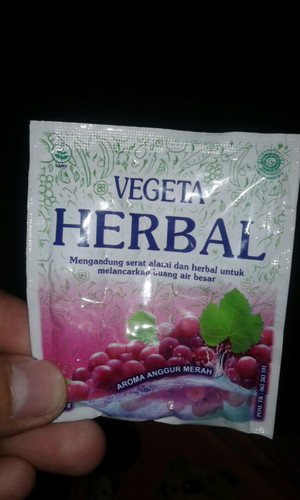 VEGETA
HERBAL
Mengandung serat alami dan herbal untuk
melancarkan buang air besar
AROMA ANGGUR MERAH